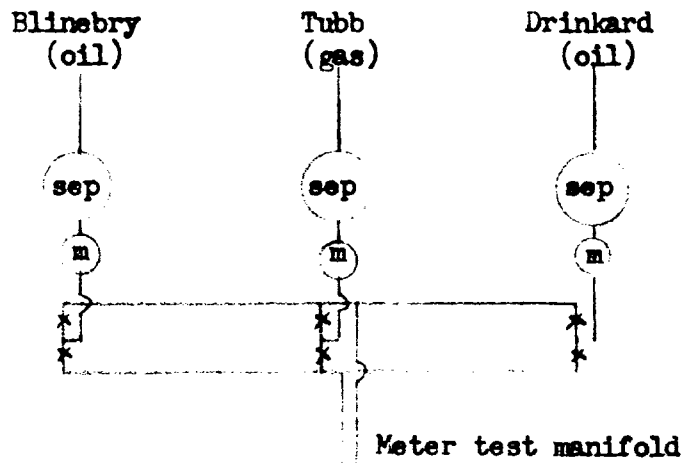 Blinebry Tubb Drinkard
(oil) (gas) (oil)
sep sep sep
m m m
Meter test manifold